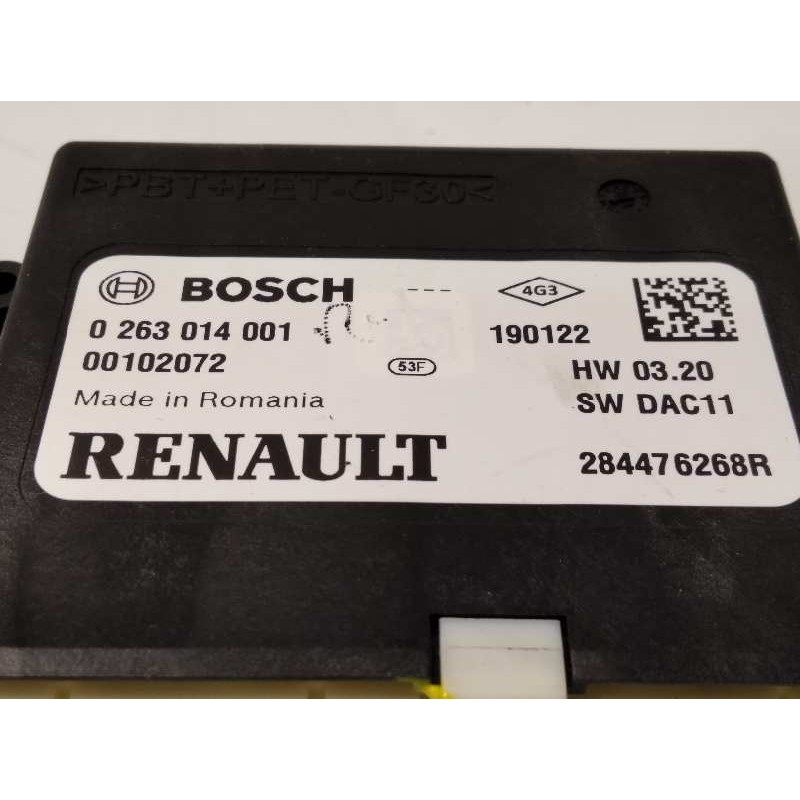 >PBT+PET-GF30<
BOSCH --- 4G3
0 263 014 001 190122
00102072 53F HW 03.20
Made in Romania SW DAC11
RENAULT 284476268R